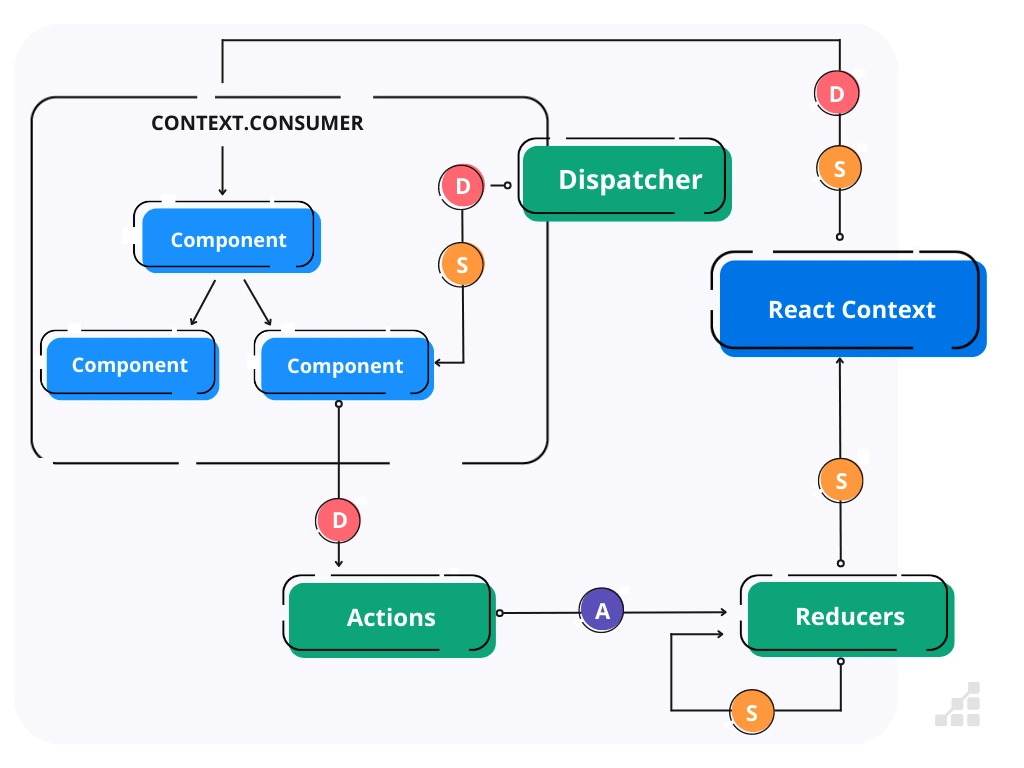 D
CONTEXT.CONSUMER
S
Dispatcher
D
Component
S
React Context
Component
Component
S
D
Actions
A
Reducers
S